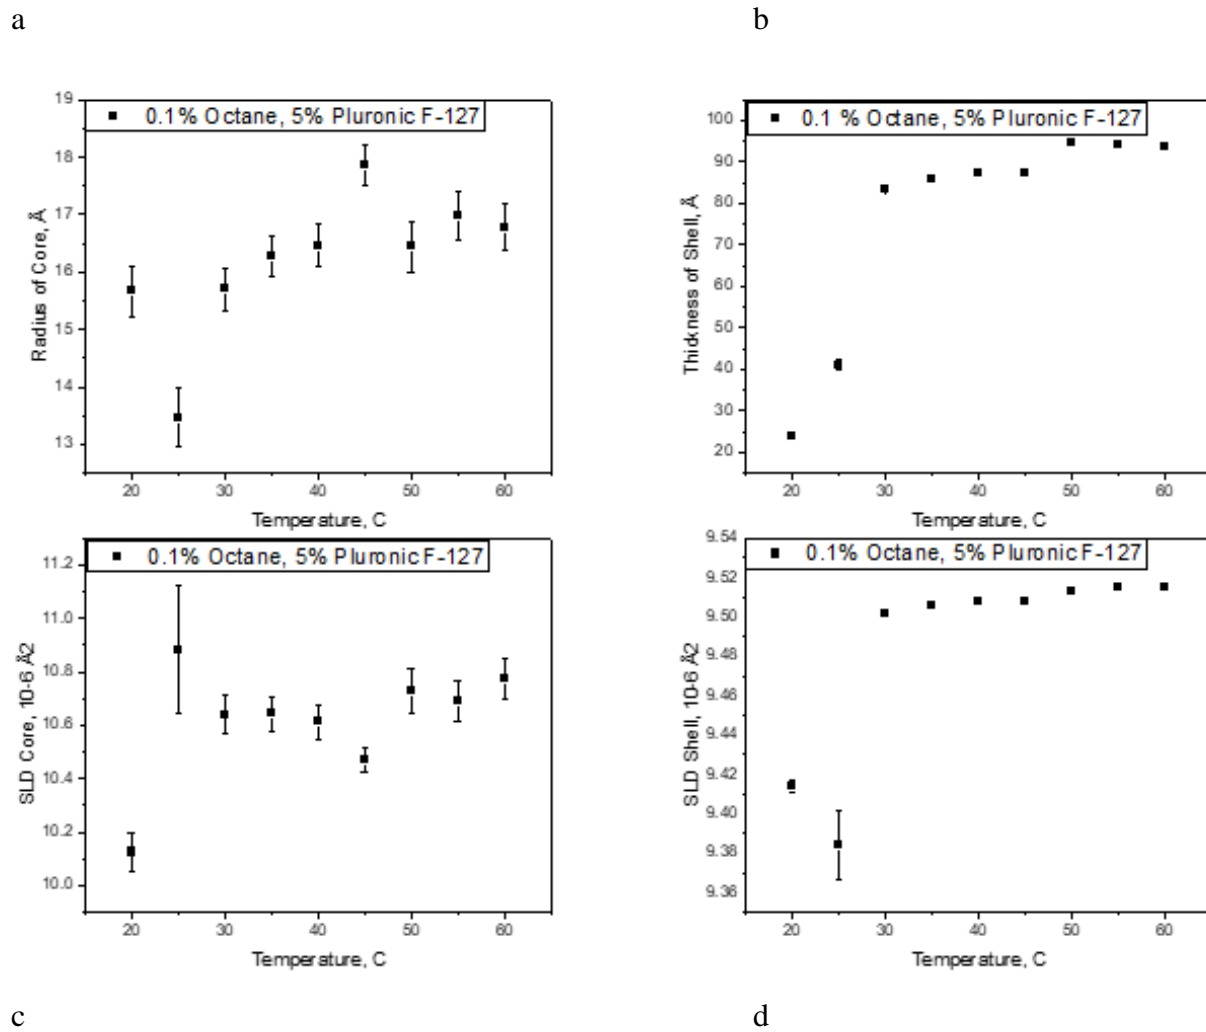 a
b
0.1% Octane, 5% Pluronic F-127
19
18
17
16
15
14
13
Radius of Core, Å
20 30 40 50 60
Temperature, C
0.1 % Octane, 5% Pluronic F-127
100
90
80
70
60
50
40
30
20
Thickness of Shell, Å
20 30 40 50 60
Temperature, C
0.1% Octane, 5% Pluronic F-127
11.2
11.0
10.8
10.6
10.4
10.2
10.0
SLD Core, 10-6 Å2
20 30 40 50 60
Temperature, C
0.1% Octane, 5% Pluronic F-127
9.54
9.52
9.50
9.48
9.46
9.44
9.42
9.40
9.38
9.36
SLD Shell, 10-6 Å2
20 30 40 50 60
Temperature, C
c
d